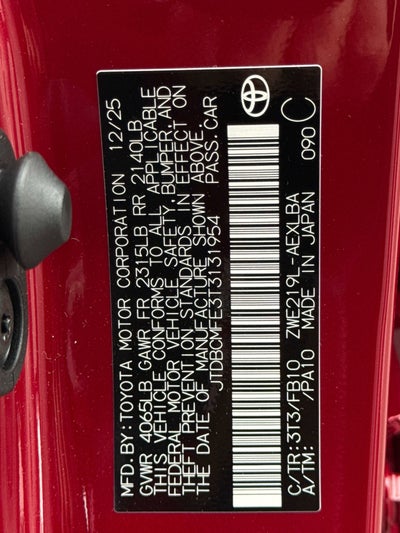 MFD.BY: TOYOTA MOTOR CORPORATION 12/25
GVWR 4065LB GAWR FR 2315LB RR 2140LB
THIS VEHICLE CONFORMS TO ALL APPLICABLE
FEDERAL MOTOR VEHICLE SAFETY, BUMPER, AND
THEFT PREVENTION STANDARDS IN EFFECT ON
THE DATE OF MANUFACTURE SHOWN ABOVE.
JTDBCMFE3T3131954 PASS.CAR
C/TR: 3T3/FB10 ZWE219L-AEXLBA
A/TM: /PA10 MADE IN JAPAN
090 C